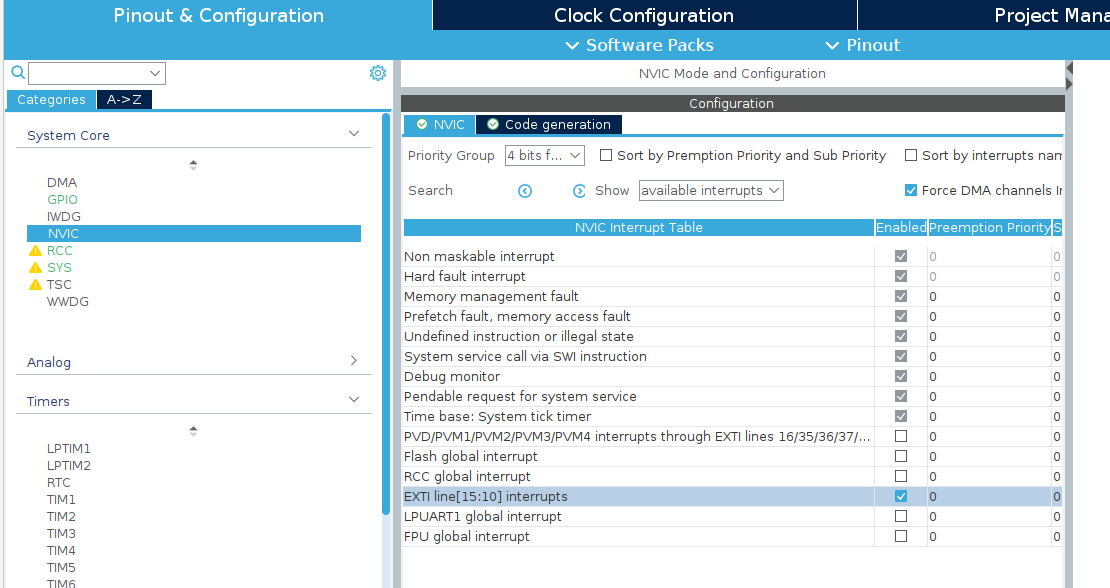 Pinout & Configuration
Clock Configuration
Project Mana
Software Packs
Pinout
NVIC Mode and Configuration
Categories
A->Z
Configuration
System Core
NVIC
Code generation
Priority Group
4 bits f...
Sort by Premption Priority and Sub Priority
Sort by interrupts nam
Search
Show
available interrupts
Force DMA channels I
DMA
GPIO
IWDG
NVIC
RCC
SYS
TSC
WWDG
Analog
Timers
LPTIM1
LPTIM2
RTC
TIM1
TIM2
TIM3
TIM4
TIM5
TIM6
NVIC Interrupt Table Enabled Preemption Priority S
Non maskable interrupt 0 0
Hard fault interrupt 0 0
Memory management fault 0 0
Prefetch fault, memory access fault 0 0
Undefined instruction or illegal state 0 0
System service call via SWI instruction 0 0
Debug monitor 0 0
Pendable request for system service 0 0
Time base: System tick timer 0 0
PVD/PVM1/PVM2/PVM3/PVM4 interrupts through EXTI lines 16/35/36/37/... 0 0
Flash global interrupt 0 0
RCC global interrupt 0 0
EXTI line[15:10] interrupts 0 0
LPUART1 global interrupt 0 0
FPU global interrupt 0 0